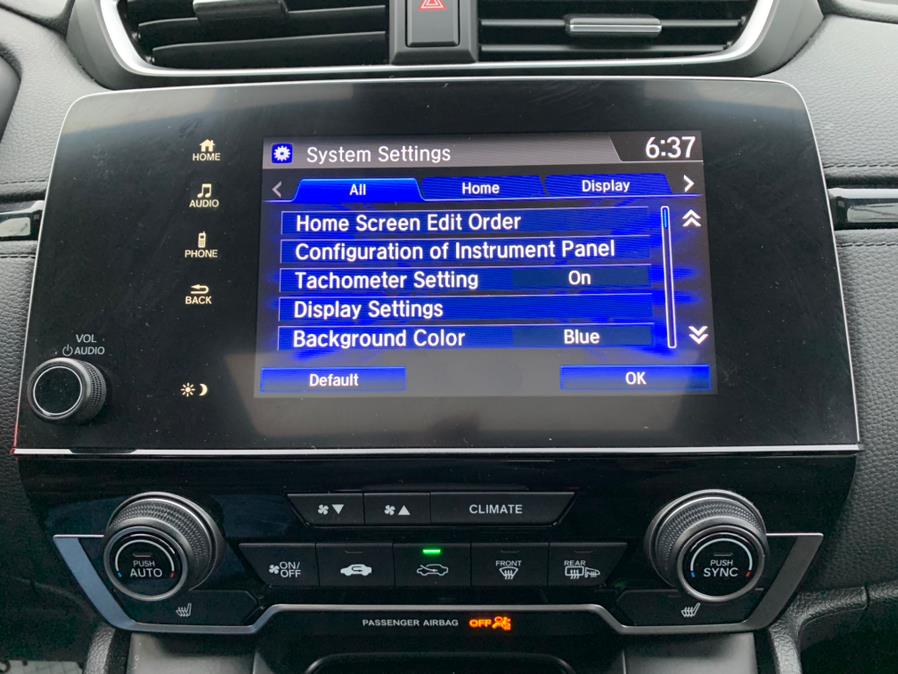 HOME
AUDIO
PHONE
BACK
VOL
AUDIO
System Settings 6:37
All Home Display
Home Screen Edit Order
Configuration of Instrument Panel
Tachometer Setting On
Display Settings
Background Color Blue
Default OK
CLIMATE
PUSH
AUTO
ON/
OFF
FRONT
REAR
PUSH
SYNC
PASSENGER AIRBAG OFF